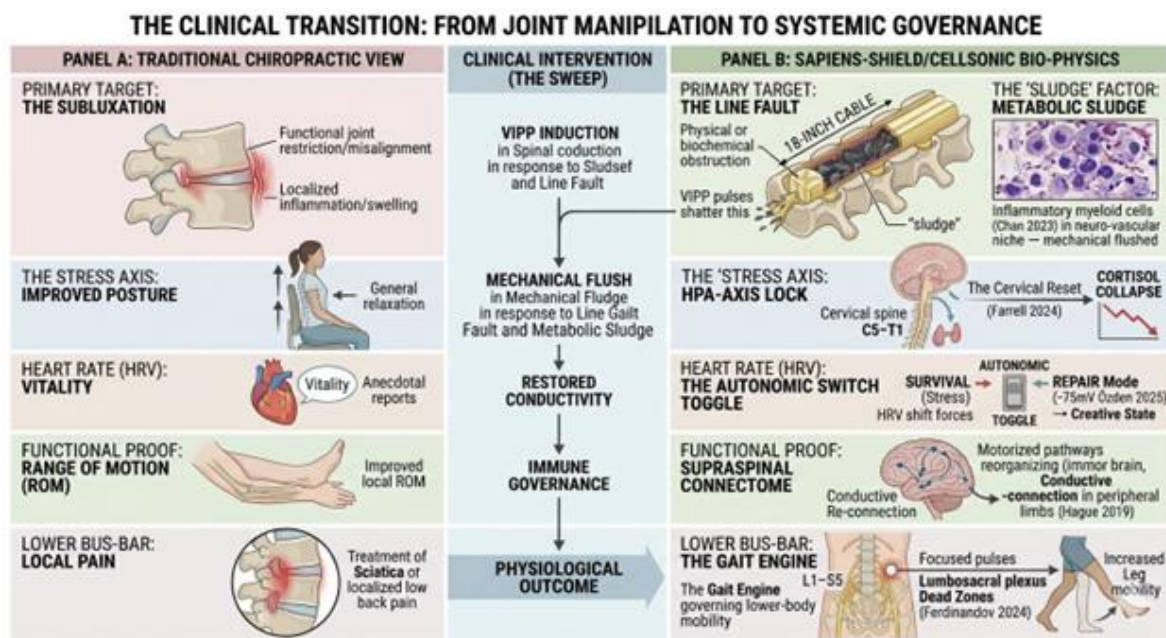 THE CLINICAL TRANSITION: FROM JOINT MANIPILATION TO SYSTEMIC GOVERNANCE
PANEL A: TRADITIONAL CHIROPRACTIC VIEW
PRIMARY TARGET:
THE SUBLUXATION
Functional joint
restriction/misalignment
Localized
inflammation/swelling
THE STRESS AXIS:
IMPROVED POSTURE
General
relaxation
HEART RATE (HRV):
VITALITY
Vitality
Anecdotal
reports
FUNCTIONAL PROOF:
RANGE OF MOTION
(ROM)
Improved
local ROM
LOWER BUS-BAR:
LOCAL PAIN
Treatment of
Sciatica or
localized low
back pain
CLINICAL INTERVENTION
(THE SWEEP)
VIPP INDUCTION
in Spinal coduction
in response to Sludsef
and Line Fault
MECHANICAL FLUSH
in Mechanical Fludge
in response to Line Gailt
Fault and Metabolic Sludge
RESTORED
CONDUCTIVITY
IMMUNE
GOVERNANCE
PHYSIOLOGICAL
OUTCOME
PANEL B: SAPIENS-SHIELD/CELLSONIC BIO-PHYSICS
PRIMARY TARGET:
THE LINE FAULT
Physical or
biochemical
obstruction
18-INCH CABLE
VIPP pulses
shatter this
"sludge"
THE 'SLUDGE' FACTOR:
METABOLIC SLUDGE
Inflammatory myeloid cells
(Chan 2023) in neuro-vascular
niche — mechanical flushed
THE 'STRESS AXIS:
HPA-AXIS LOCK
Cervical spine
C5–T1
The Cervical Reset
(Farrell 2024)
CORTISOL
COLLAPSE
HEART RATE (HRV):
THE AUTONOMIC SWITCH
TOGGLE
SURVIVAL
(Stress)
HRV shift forces
AUTONOMIC
TOGGLE
REPAIR Mode
(-75mV Özden 2025)
→ Creative State
FUNCTIONAL PROOF:
SUPRASPINAL
CONNECTOME
Conductive
Re-connection
Motorized pathways
reorganizing (immor brain,
Conductive
-connection in peripheral
limbs (Hague 2019)
LOWER BUS-BAR:
THE GAIT ENGINE
The Gait Engine
governing lower-body
mobility
L1–S5
Focused pulses
Lumbosacral plexus
Dead Zones
(Ferdinandov 2024)
Increased
Leg
mobility